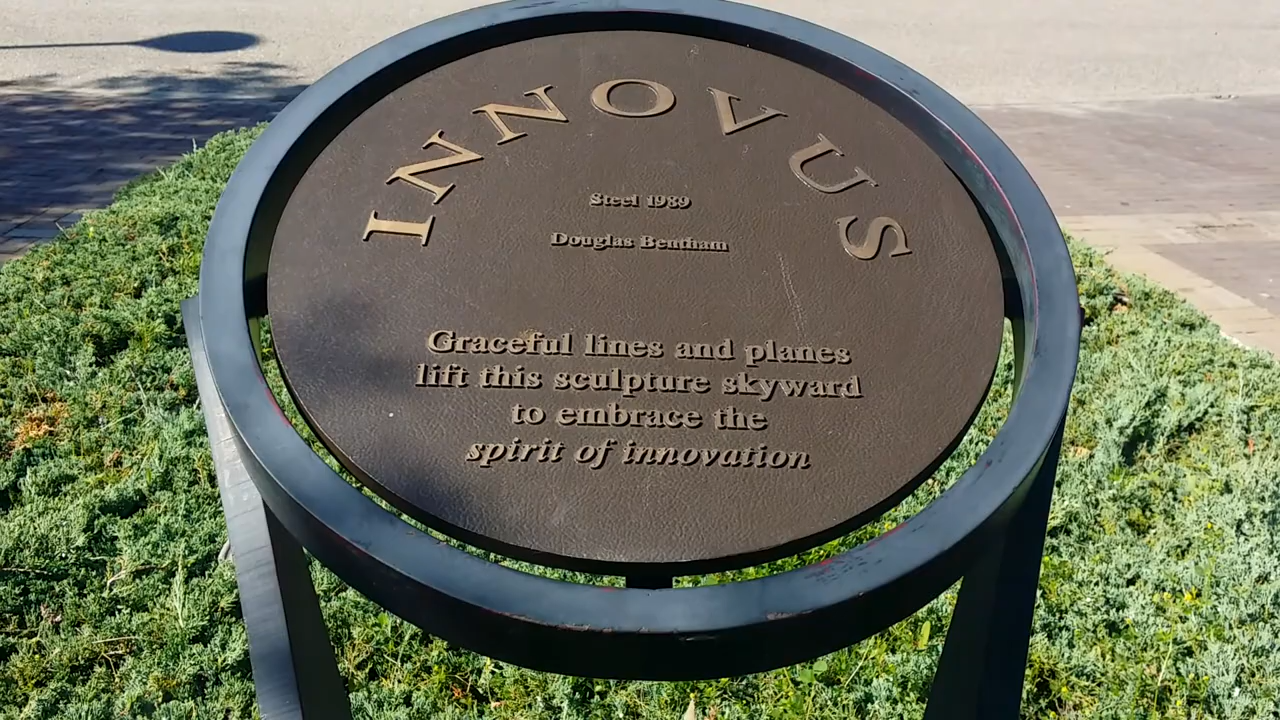 INNOVUS
Steel 1989
Douglas Bentham
Graceful lines and planes
lift this sculpture skyward
to embrace the
spirit of innovation